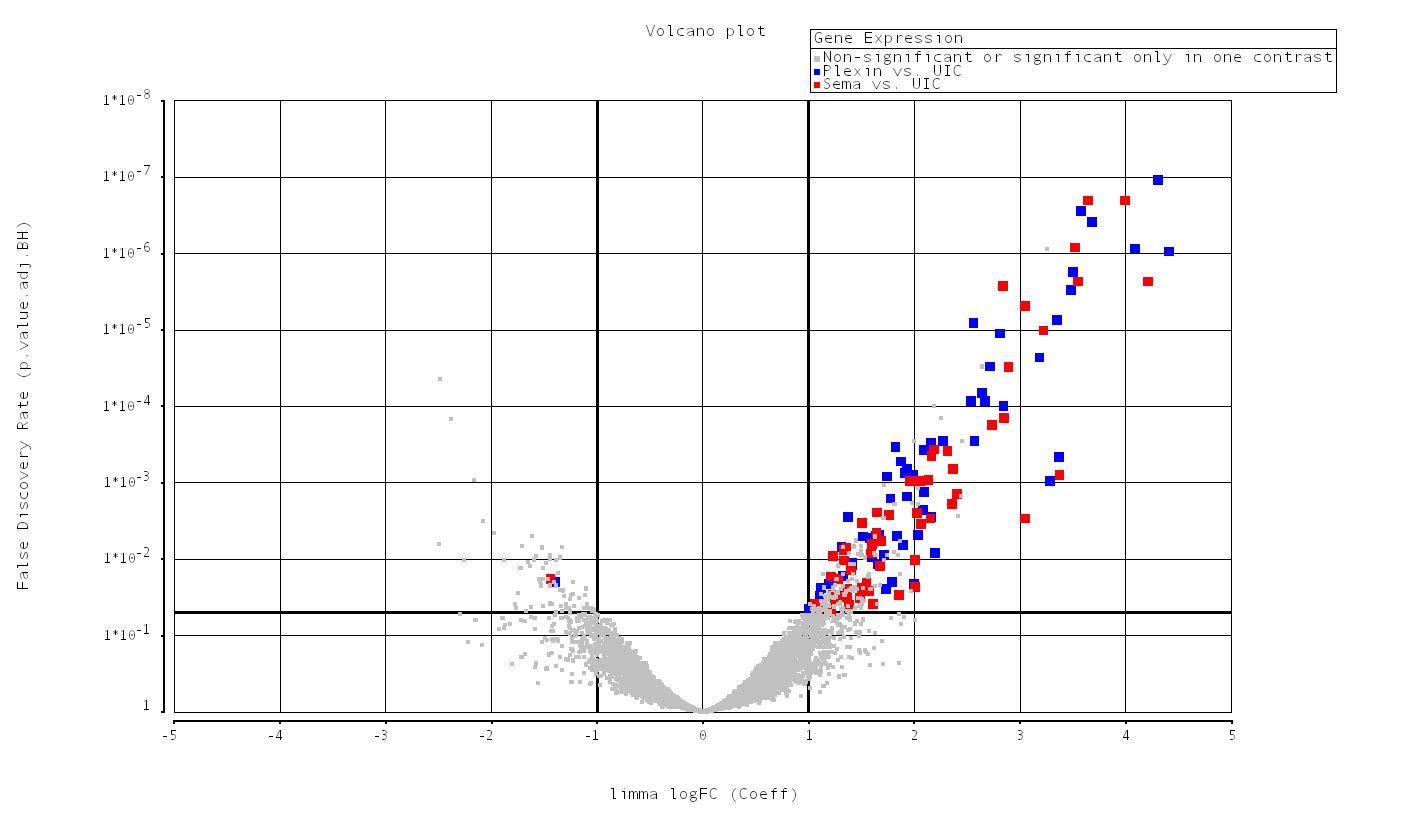 Volcano plot
Gene Expression
Non-significant or significant only in one contrast
Plexin vs. UIC
Sema vs. UIC
1*10-8
1*10-7
1*10-6
1*10-5
1*10-4
1*10-3
1*10-2
1*10-1
1
False Discovery Rate (p.value.adj.BH)
-5 -4 -3 -2 -1 0 1 2 3 4 5
limma logFC (Coeff)